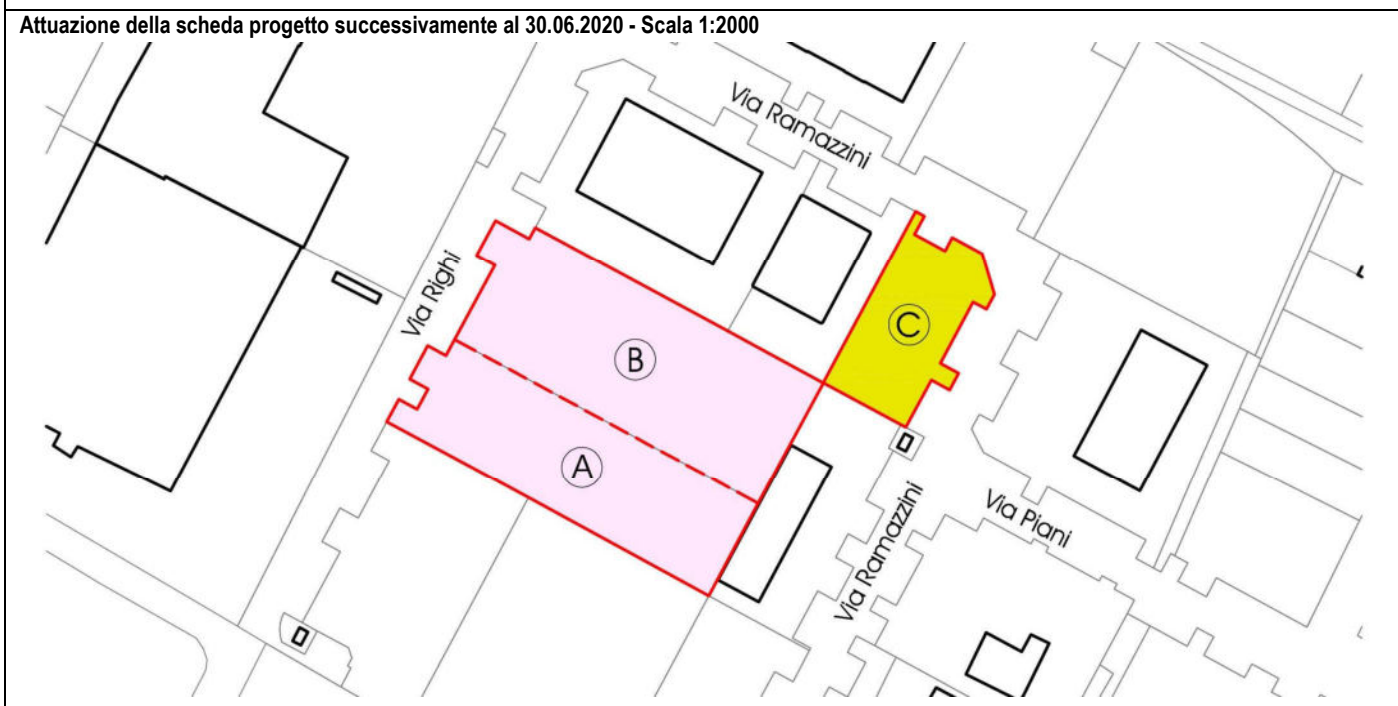 Attuazione della scheda progetto successivamente al 30.06.2020 - Scala 1:2000
Via Ramazzini
Via Righi
C
B
A
Via Ramazzini
Via Piani